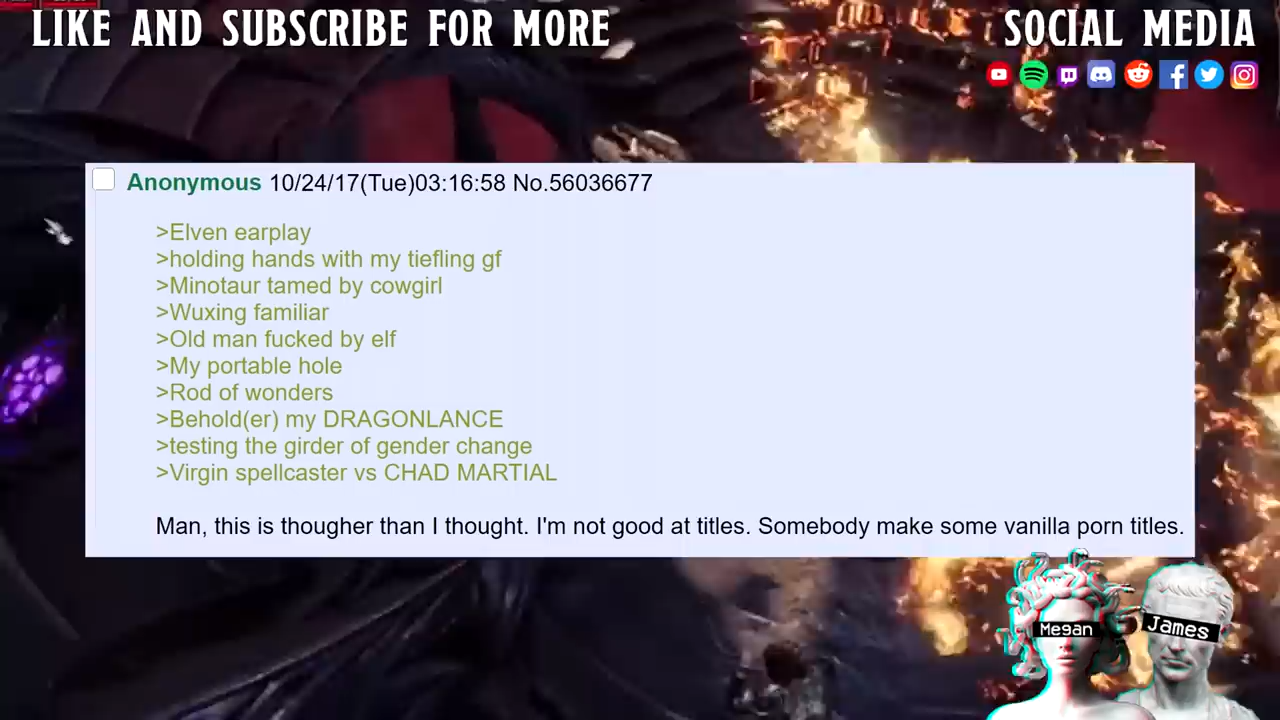 LIKE AND SUBSCRIBE FOR MORE
SOCIAL MEDIA
Anonymous 10/24/17(Tue)03:16:58 No.56036677
>Elven earplay
>holding hands with my tiefling gf
>Minotaur tamed by cowgirl
>Wuxing familiar
>Old man fucked by elf
>My portable hole
>Rod of wonders
>Behold(er) my DRAGONLANCE
>testing the girder of gender change
>Virgin spellcaster vs CHAD MARTIAL
Man, this is thougher than I thought. I'm not good at titles. Somebody make some vanilla porn titles.
Megan
James